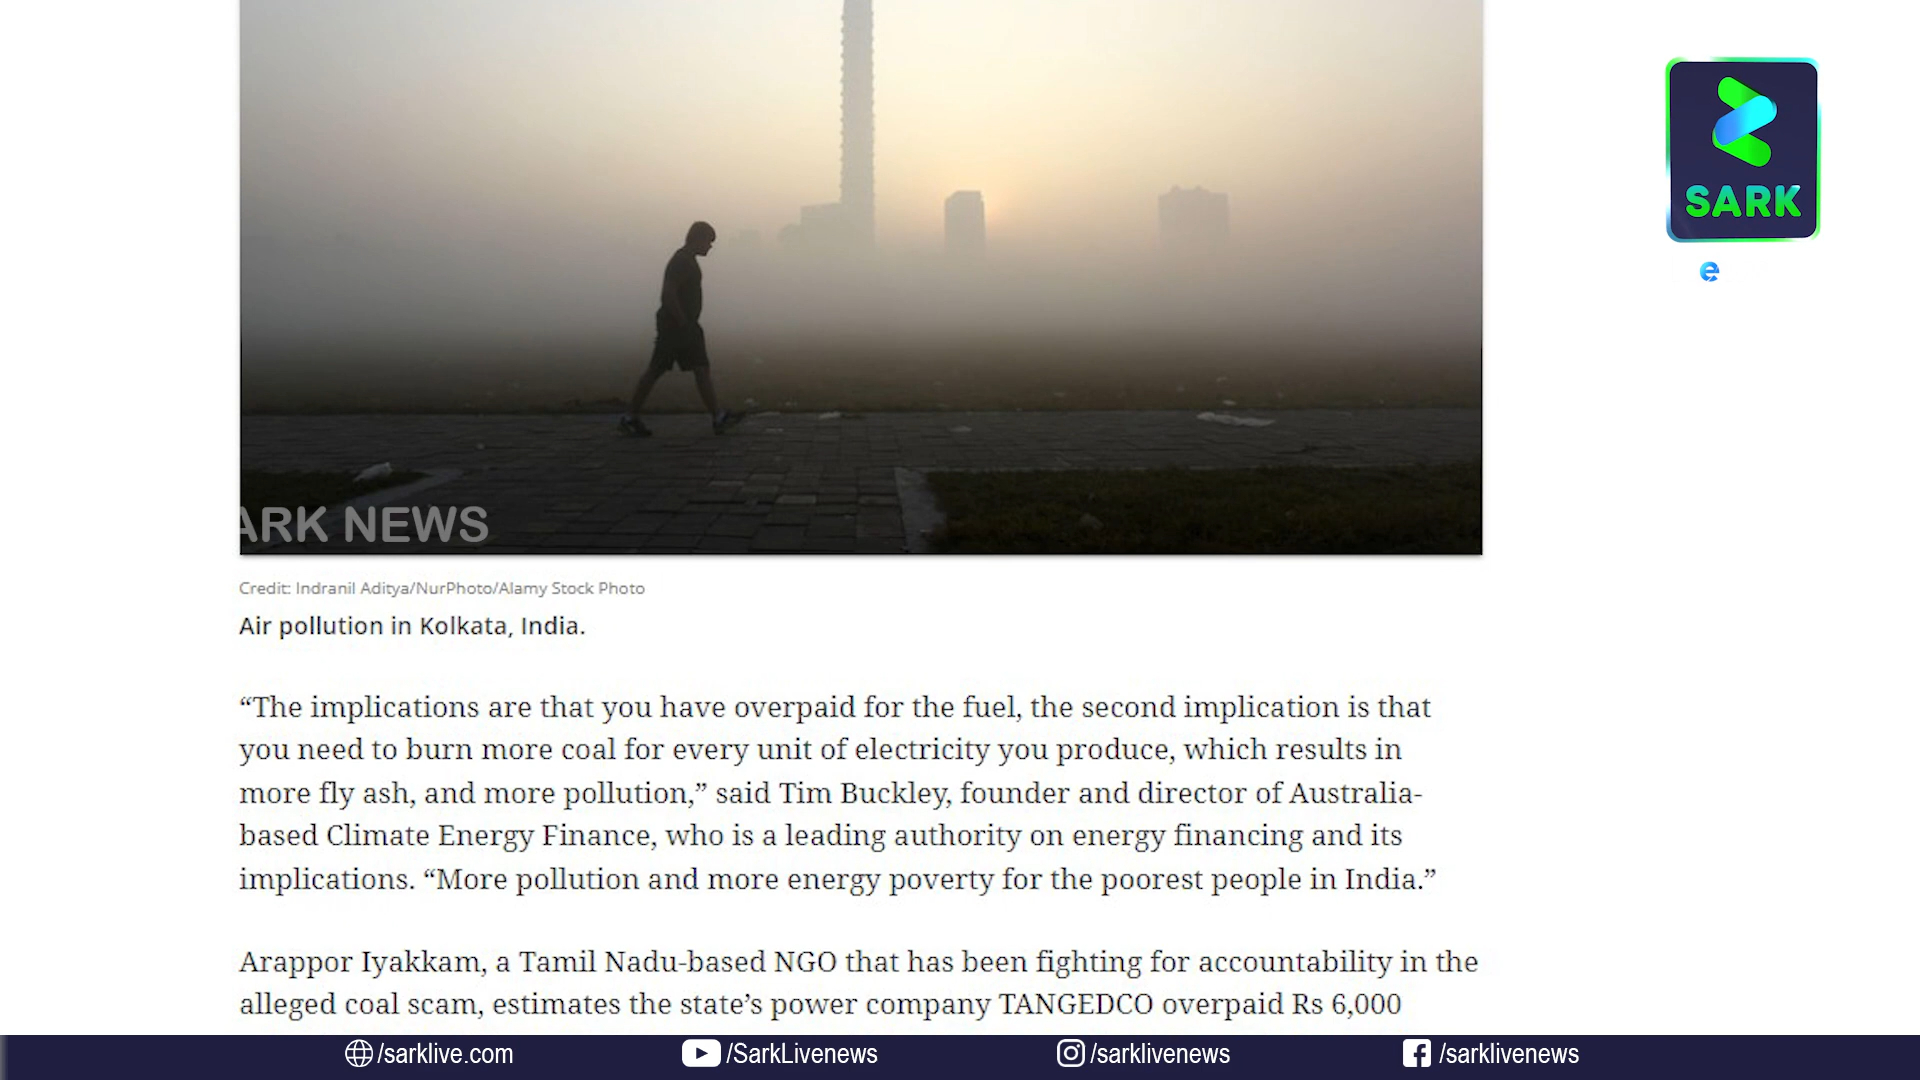 SARK
ARK NEWS
Credit: Indranil Aditya/NurPhoto/Alamy Stock Photo
Air pollution in Kolkata, India.
“The implications are that you have overpaid for the fuel, the second implication is that
you need to burn more coal for every unit of electricity you produce, which results in
more fly ash, and more pollution,” said Tim Buckley, founder and director of Australia-
based Climate Energy Finance, who is a leading authority on energy financing and its
implications. “More pollution and more energy poverty for the poorest people in India.”
Arappor Iyakkam, a Tamil Nadu-based NGO that has been fighting for accountability in the
alleged coal scam, estimates the state’s power company TANGEDCO overpaid Rs 6,000
/sarklive.com
/SarkLivenews
/sarklivenews
/sarklivenews